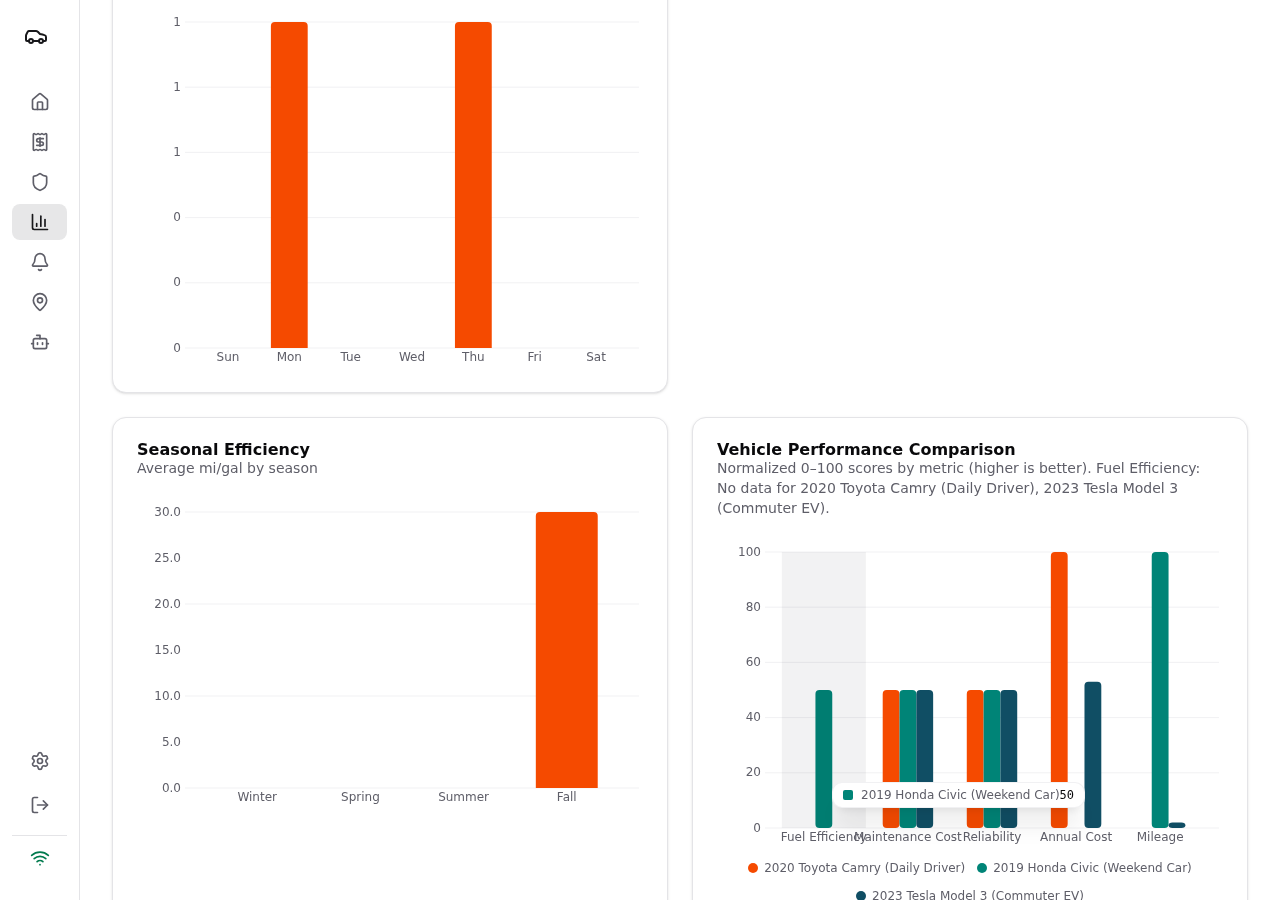 1
1
1
0
0
0
Sun Mon Tue Wed Thu Fri Sat
Seasonal Efficiency
Average mi/gal by season
30.0
25.0
20.0
15.0
10.0
5.0
0.0
Winter Spring Summer Fall
Vehicle Performance Comparison
Normalized 0–100 scores by metric (higher is better). Fuel Efficiency:
No data for 2020 Toyota Camry (Daily Driver), 2023 Tesla Model 3
(Commuter EV).
100
80
60
40
20
2019 Honda Civic (Weekend Car)50
0
Fuel Efficiency Maintenance Cost Reliability Annual Cost Mileage
2020 Toyota Camry (Daily Driver) 2019 Honda Civic (Weekend Car)
2023 Tesla Model 3 (Commuter EV)